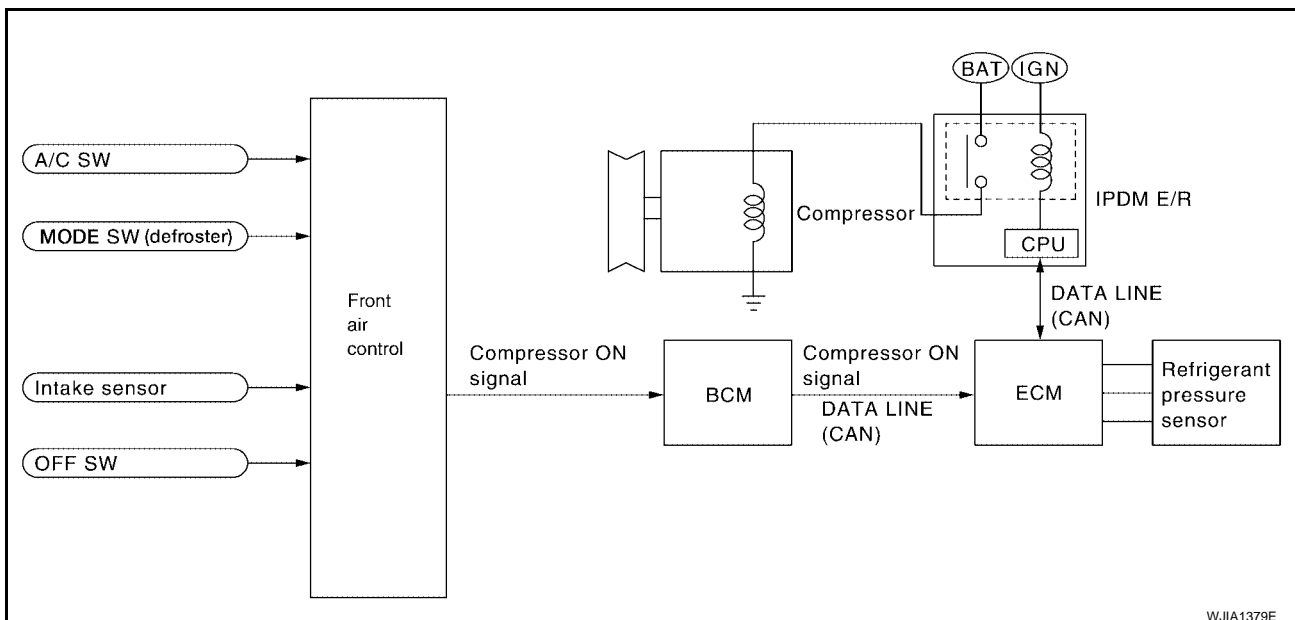 BAT
IGN
A/C SW
MODE SW (defroster)
Intake sensor
OFF SW
Front
air
control
Compressor ON
signal
BCM
Compressor ON
signal
DATA LINE
(CAN)
Compressor
IPDM E/R
CPU
DATA LINE
(CAN)
ECM
Refrigerant
pressure
sensor
WJIA1379E